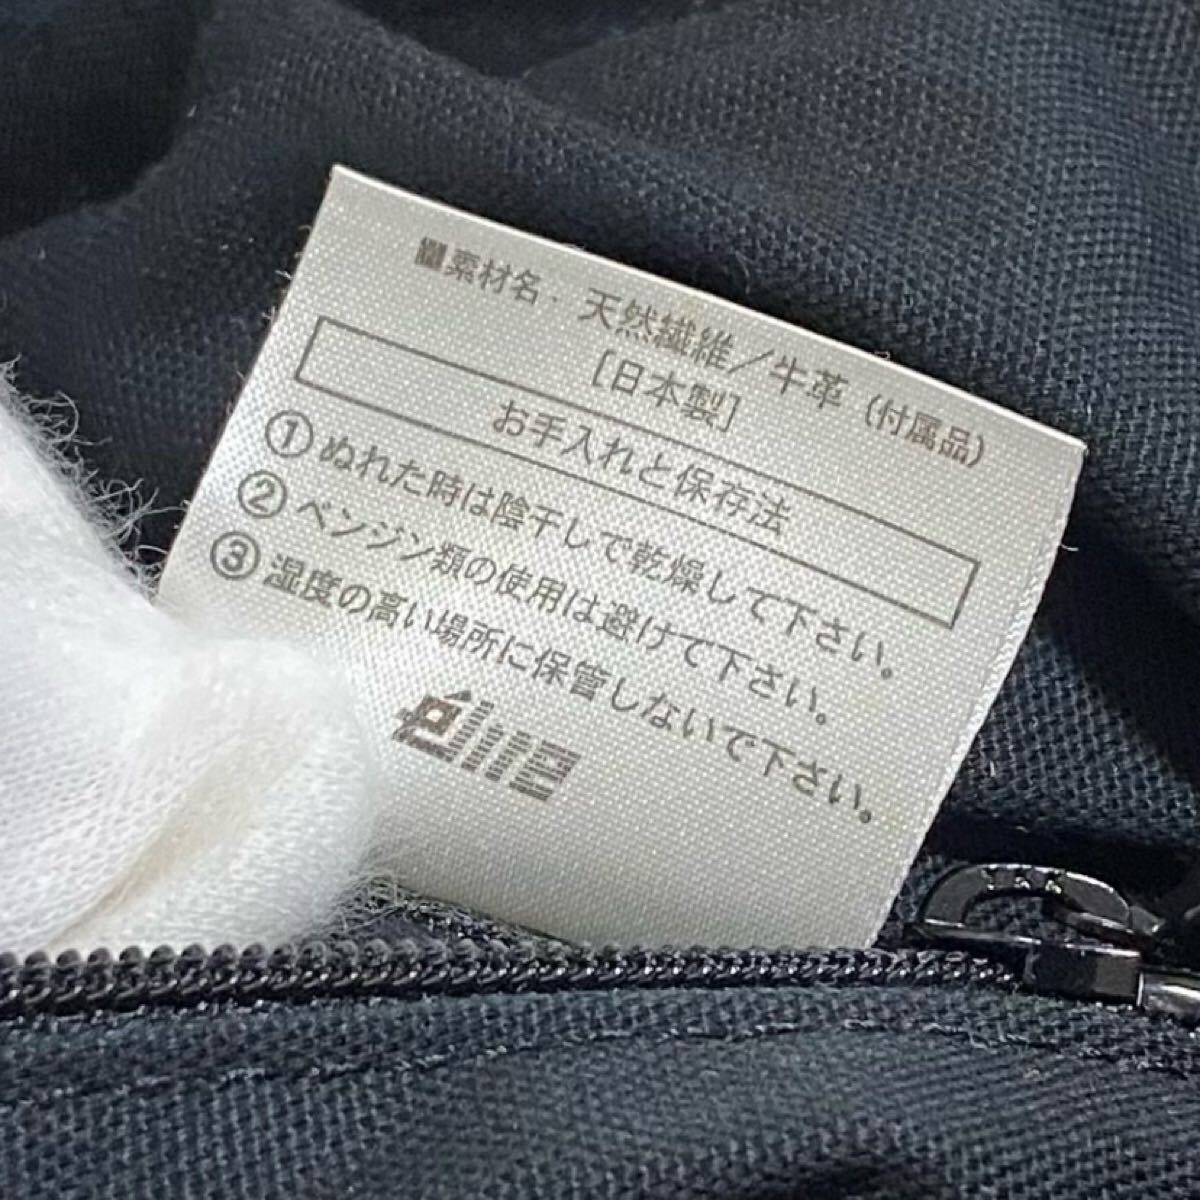 ■素材名・天然繊維／牛革（付属品）
［日本製］
お手入れと保存法
① ぬれた時は陰干しで乾燥して下さい。
② ベンジン類の使用は避けて下さい。
③ 湿度の高い場所に保管しないで下さい。
élite
YKK